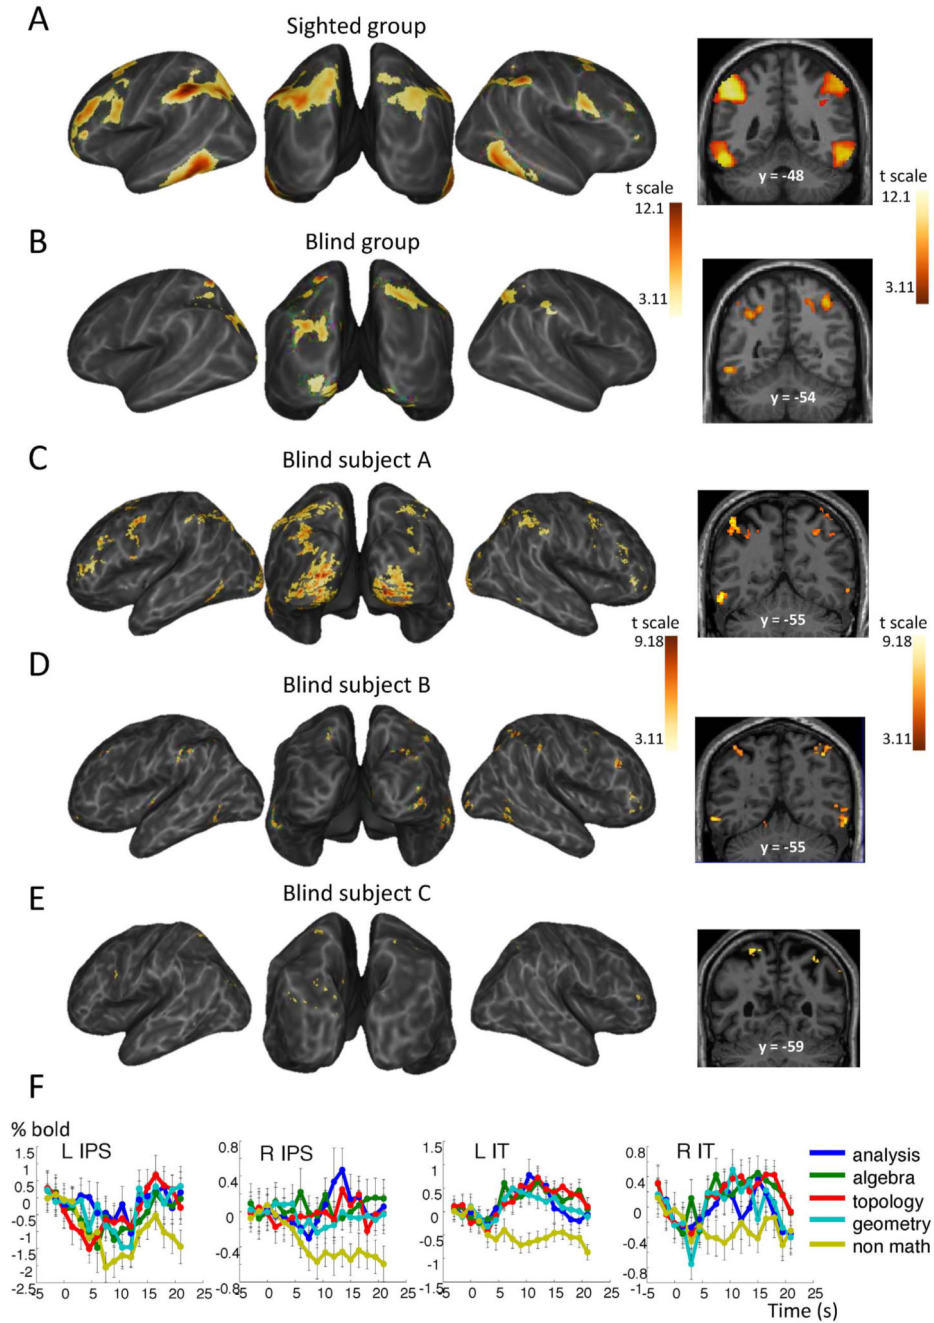 A
Sighted group
y = -48
t scale
12.1
3.11
t scale
12.1
3.11
B
Blind group
y = -54
C
Blind subject A
y = -55
t scale
9.18
3.11
t scale
9.18
3.11
D
Blind subject B
y = -55
E
Blind subject C
y = -59
F
% bold
L IPS
1.5
1
0.5
0
-0.5
-1
-1.5
-2
-2.5
-5 0 5 10 15 20 25
R IPS
0.8
0.4
0
-0.4
-0.8
-5 0 5 10 15 20 25
L IT
1.5
1
0.5
0
-0.5
-1
-1.5
-5 0 5 10 15 20 25
R IT
0.8
0.4
0
-0.4
-0.8
-5 0 5 10 15 20 25
analysis
algebra
topology
geometry
non math
Time (s)